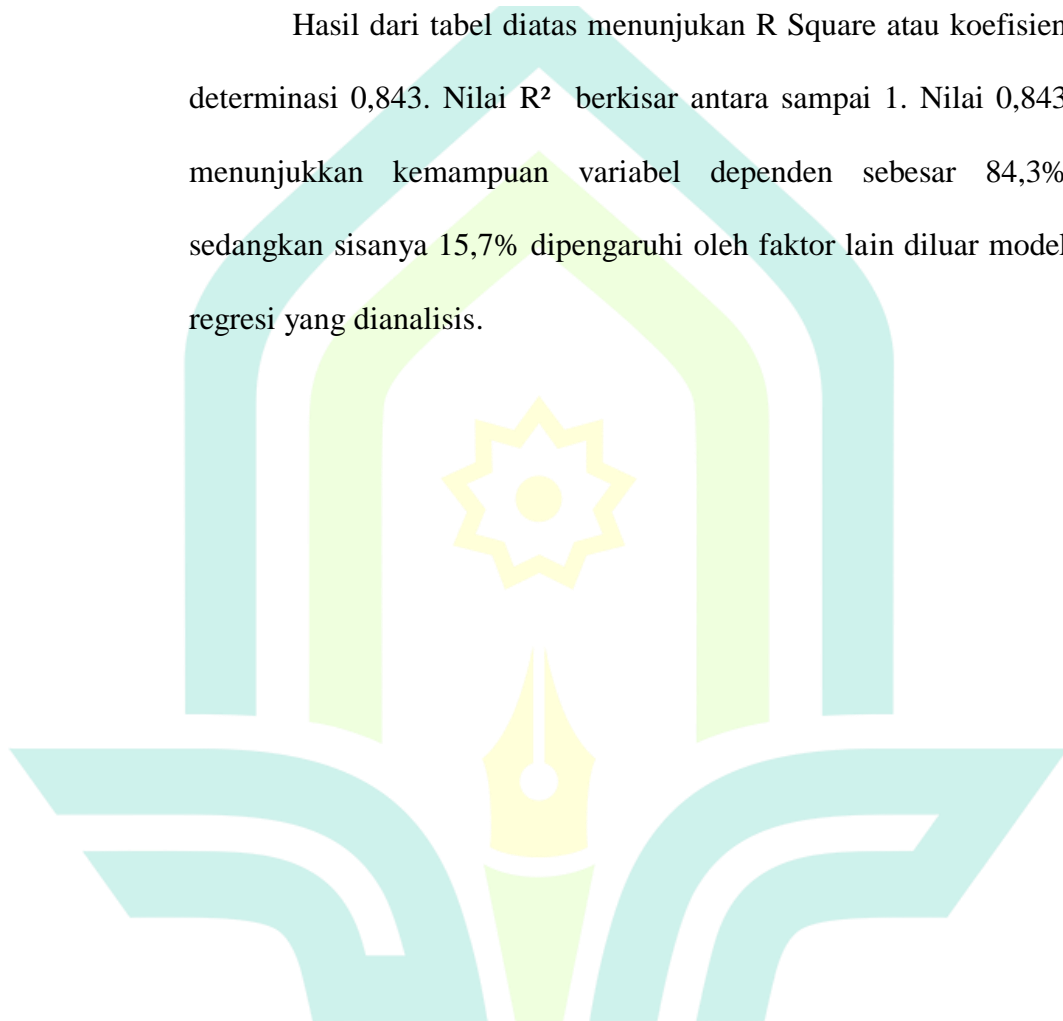 Hasil dari tabel diatas menunjukan R Square atau koefisien
determinasi 0,843. Nilai R² berkisar antara sampai 1. Nilai 0,843
menunjukkan kemampuan variabel dependen sebesar 84,3%
sedangkan sisanya 15,7% dipengaruhi oleh faktor lain diluar model
regresi yang dianalisis.